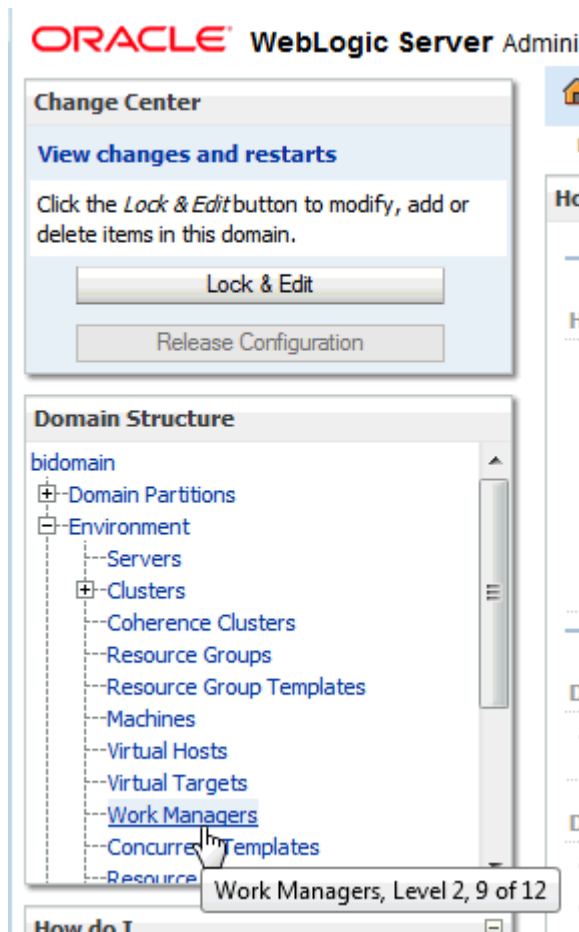 ORACLE WebLogic Server Admini
Change Center
View changes and restarts
Click the Lock & Edit button to modify, add or
delete items in this domain.
Lock & Edit
Release Configuration
Domain Structure
bidomain
Domain Partitions
Environment
Servers
Clusters
Coherence Clusters
Resource Groups
Resource Group Templates
Machines
Virtual Hosts
Virtual Targets
Work Managers
Templates
Resource
Work Managers, Level 2, 9 of 12
How do I